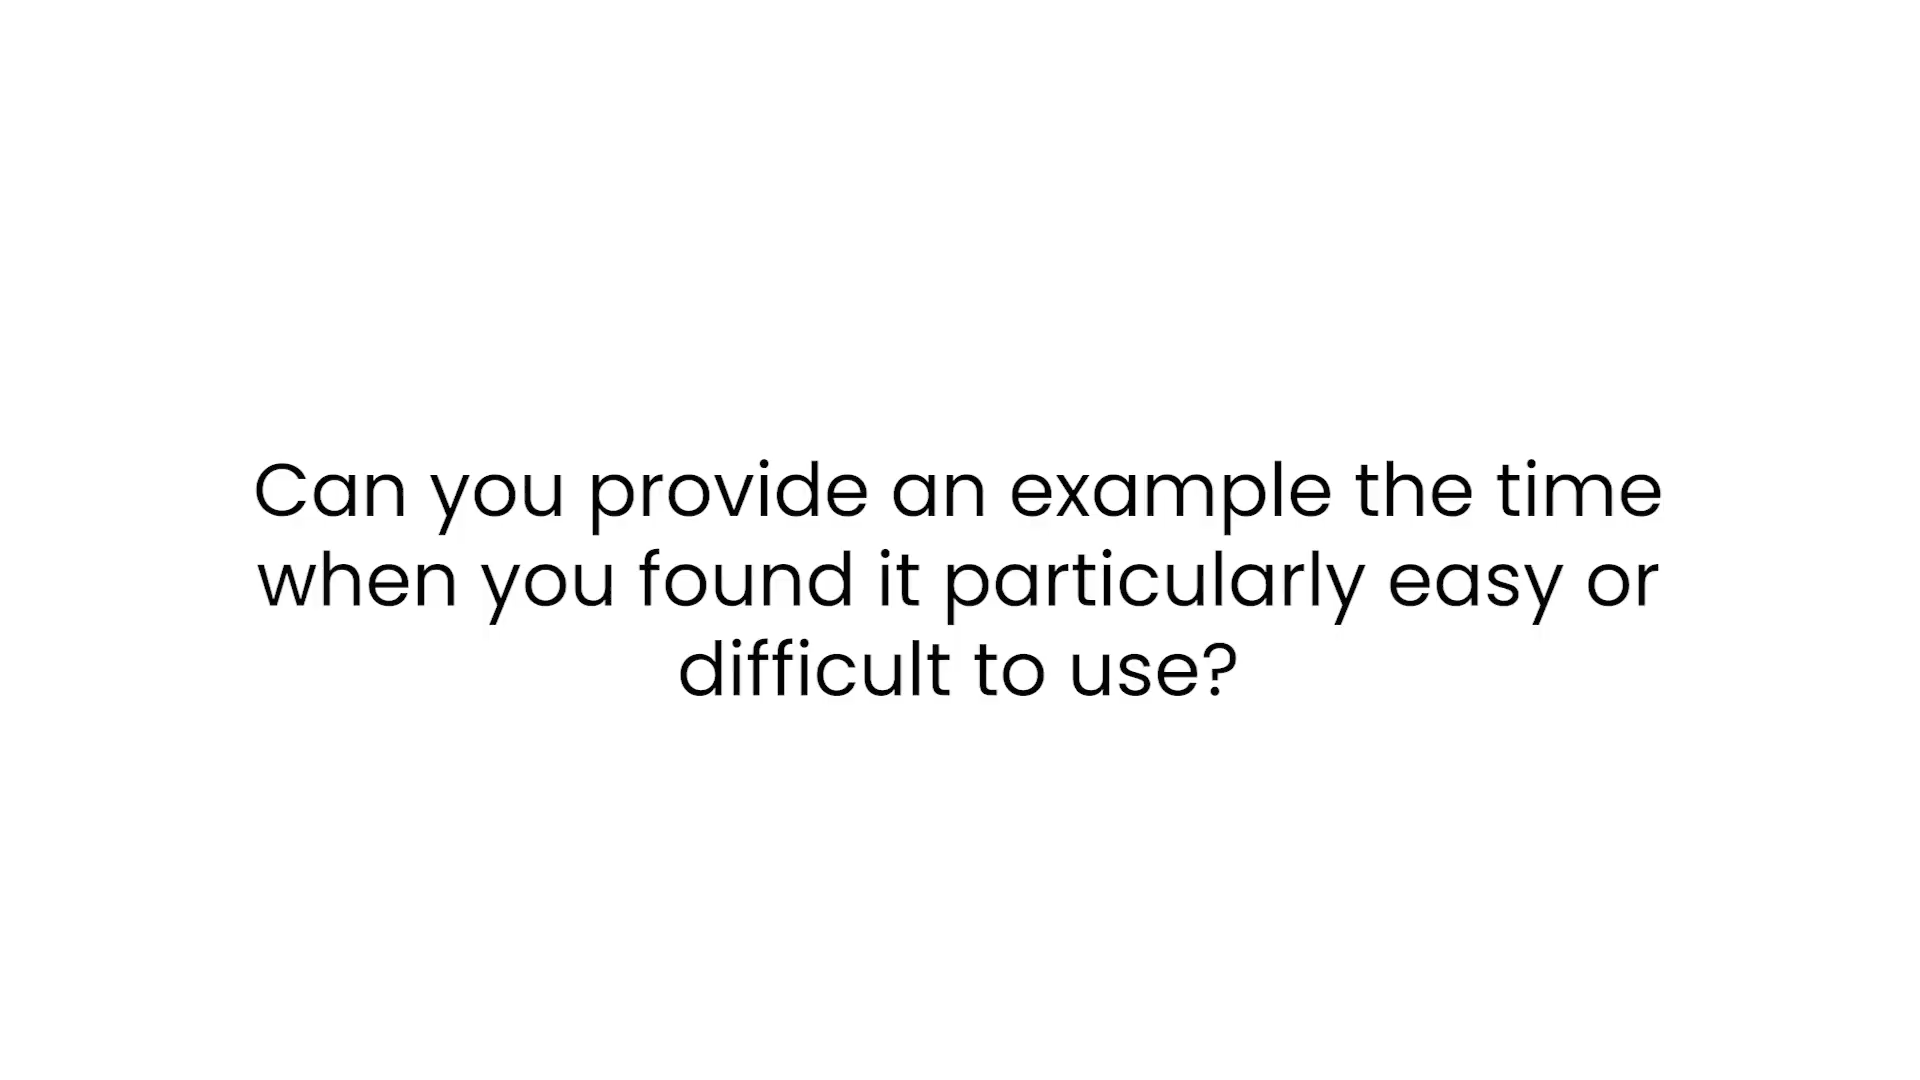 Can you provide an example the time
when you found it particularly easy or
difficult to use?